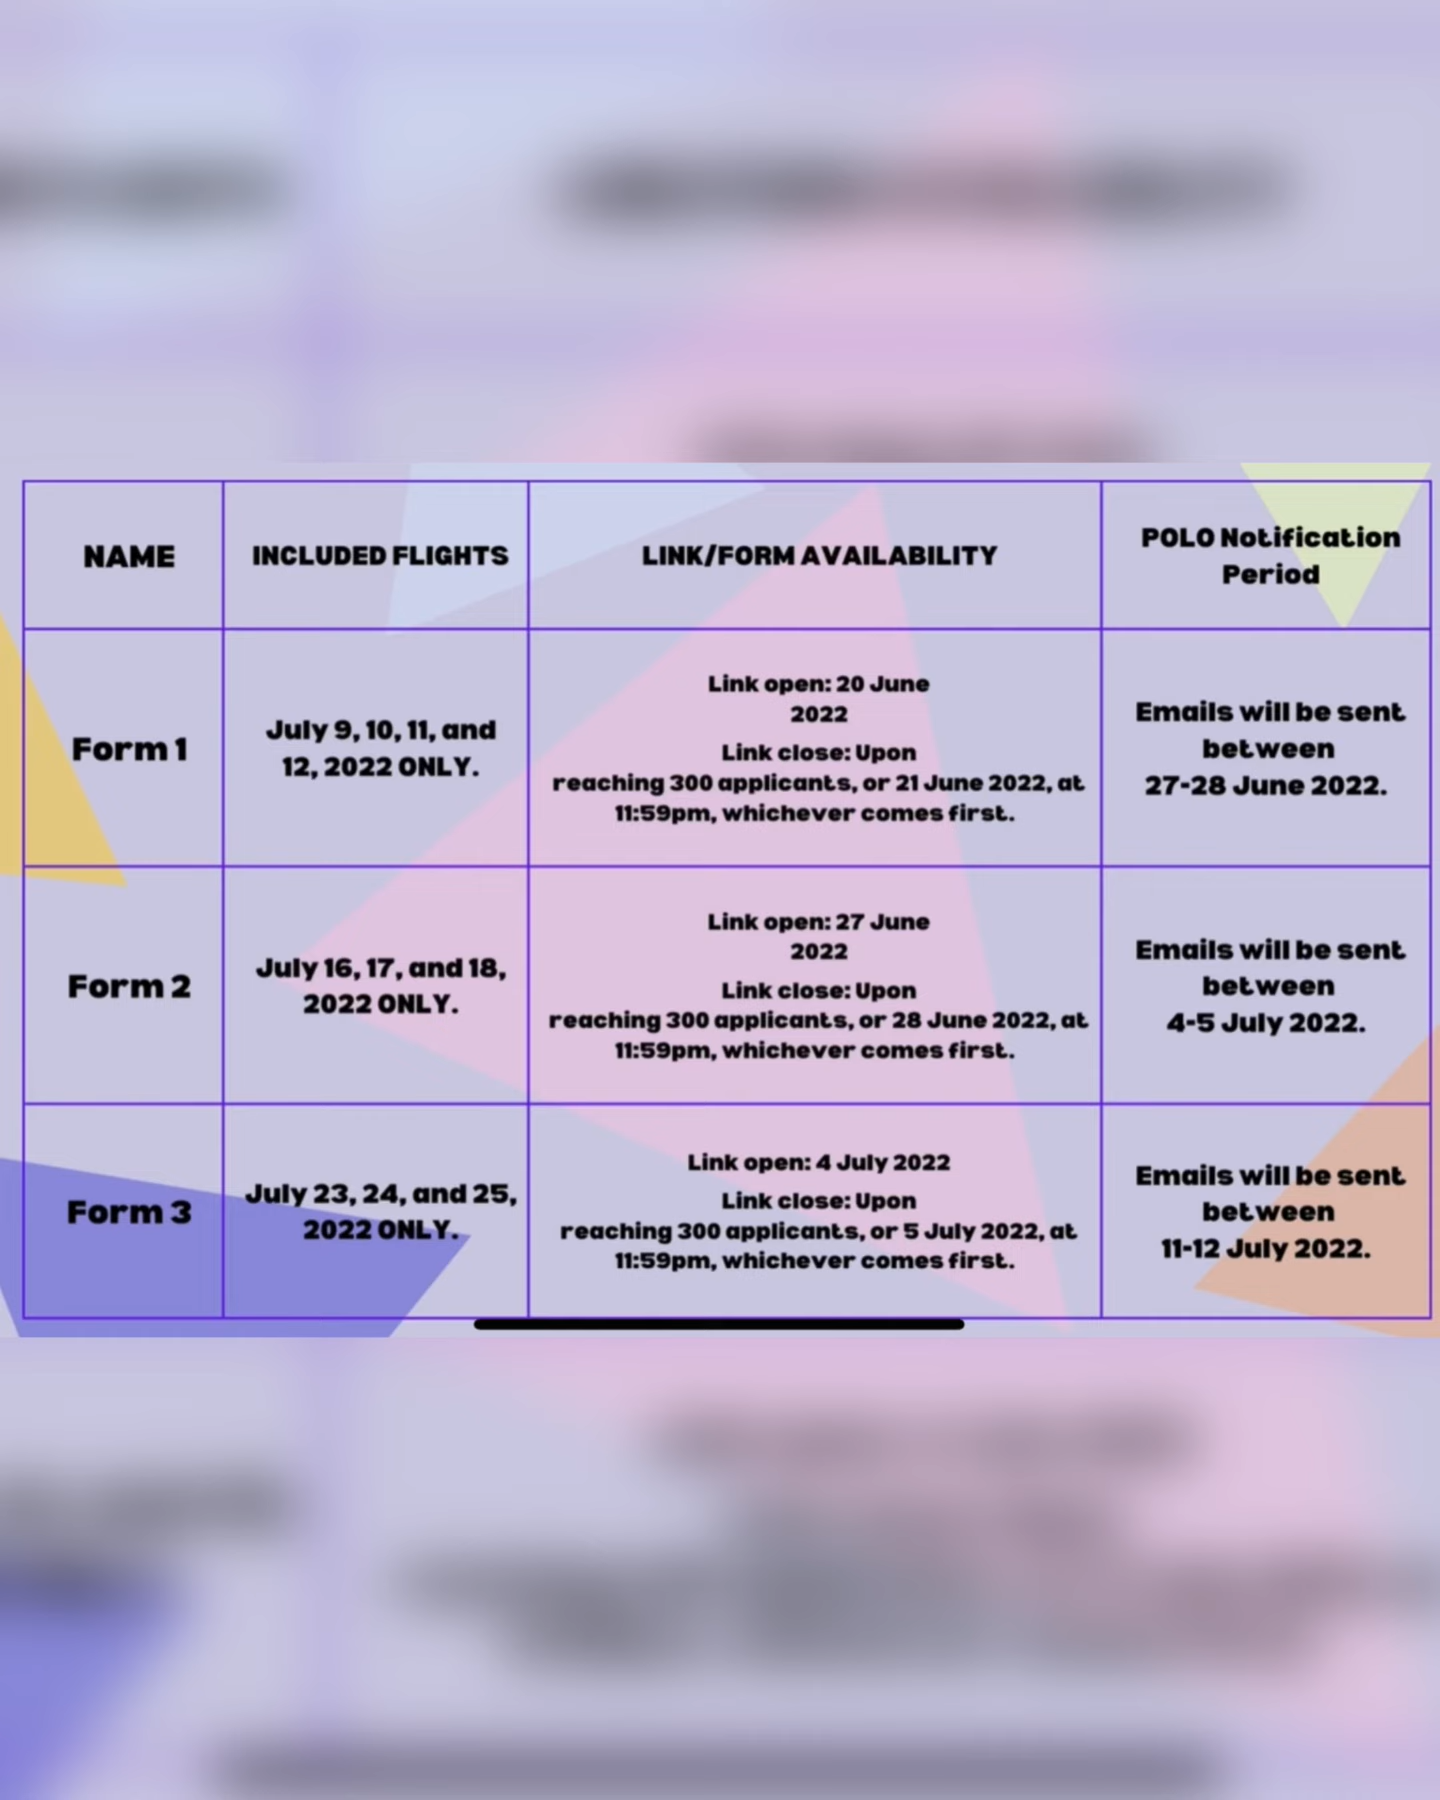 NAME
INCLUDED FLIGHTS
LINK/FORM AVAILABILITY
POLO Notification
Period
Form 1
July 9, 10, 11, and
12, 2022 ONLY.
Link open: 20 June
2022
Link close: Upon
reaching 300 applicants, or 21 June 2022, at
11:59pm, whichever comes first.
Emails will be sent
between
27-28 June 2022.
Form 2
July 16, 17, and 18,
2022 ONLY.
Link open: 27 June
2022
Link close: Upon
reaching 300 applicants, or 28 June 2022, at
11:59pm, whichever comes first.
Emails will be sent
between
4-5 July 2022.
Form 3
July 23, 24, and 25,
2022 ONLY.
Link open: 4 July 2022
Link close: Upon
reaching 300 applicants, or 5 July 2022, at
11:59pm, whichever comes first.
Emails will be sent
between
11-12 July 2022.